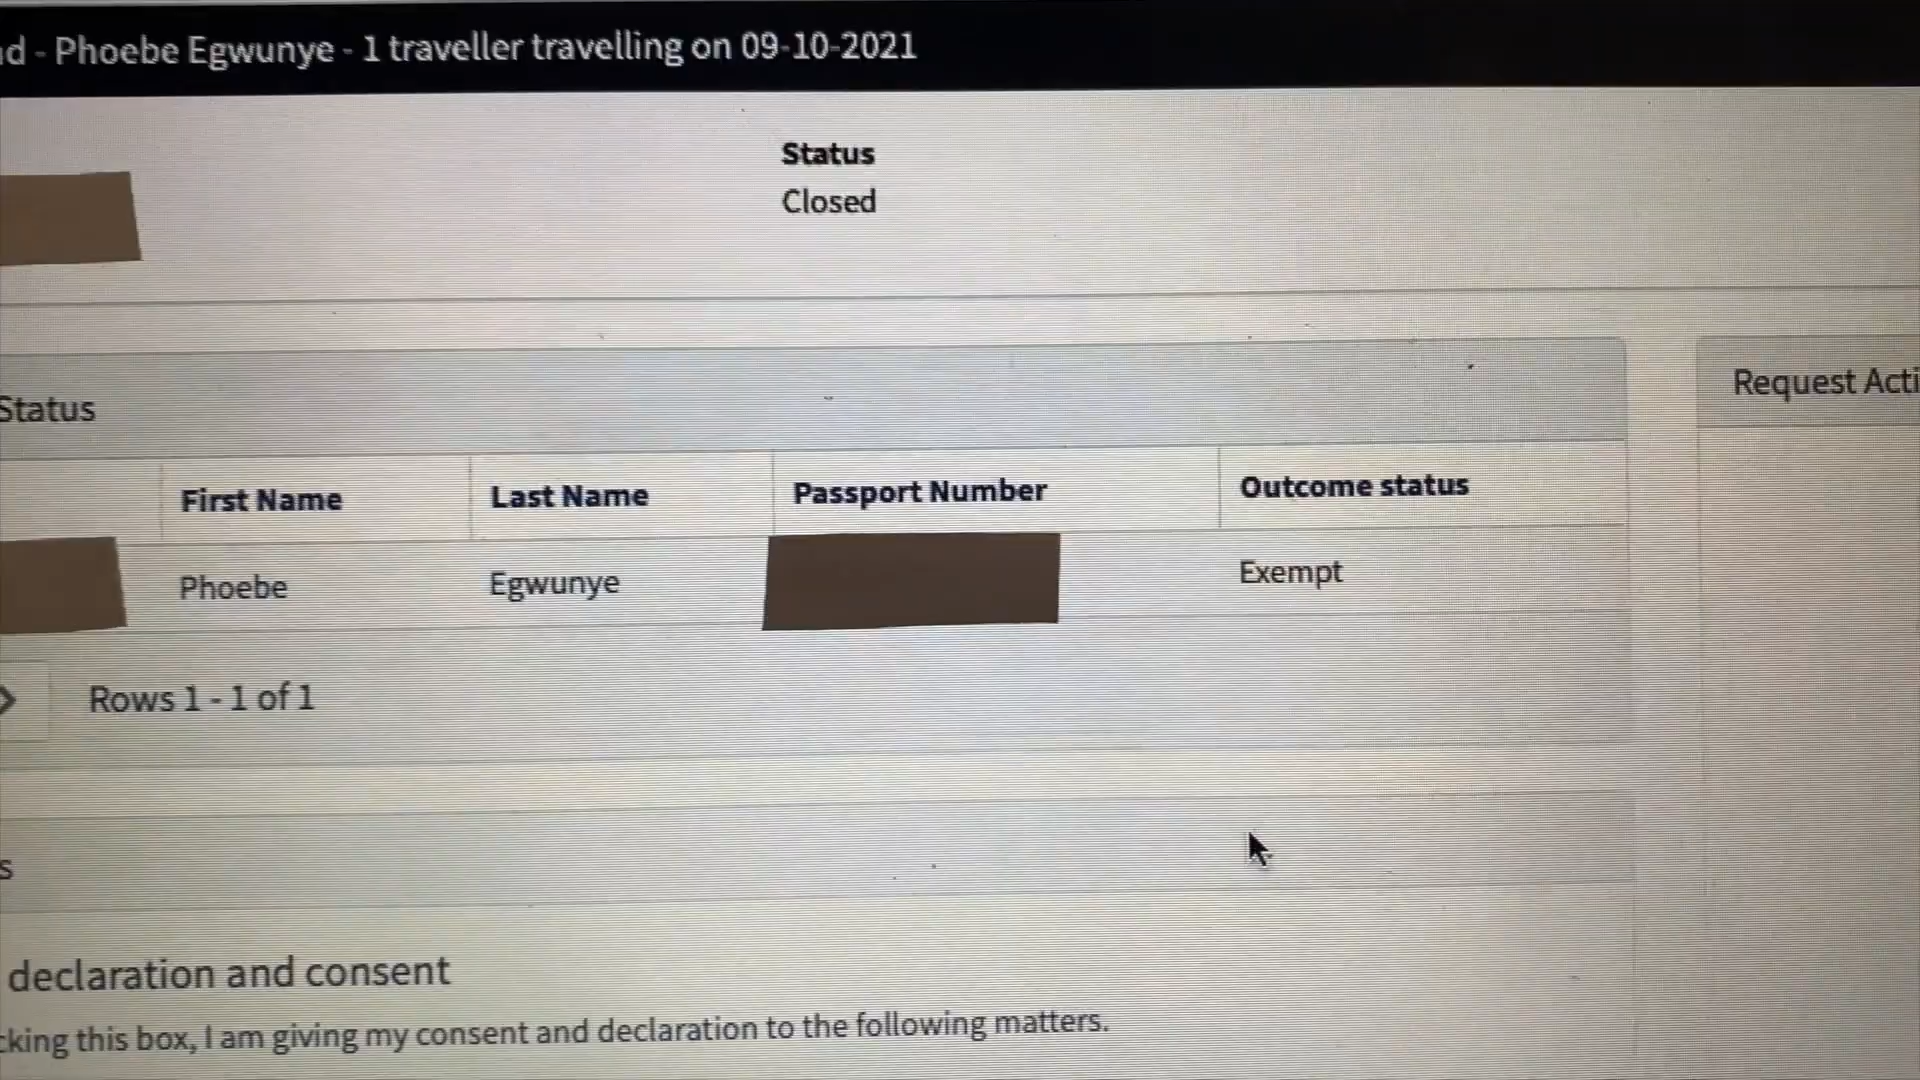 d - Phoebe Egwunye - 1 traveller travelling on 09-10-2021
Status
Closed
Status
Request Acti
First Name Last Name Passport Number Outcome status
Phoebe Egwunye Exempt
Rows 1 - 1 of 1
s
declaration and consent
cking this box, I am giving my consent and declaration to the following matters.